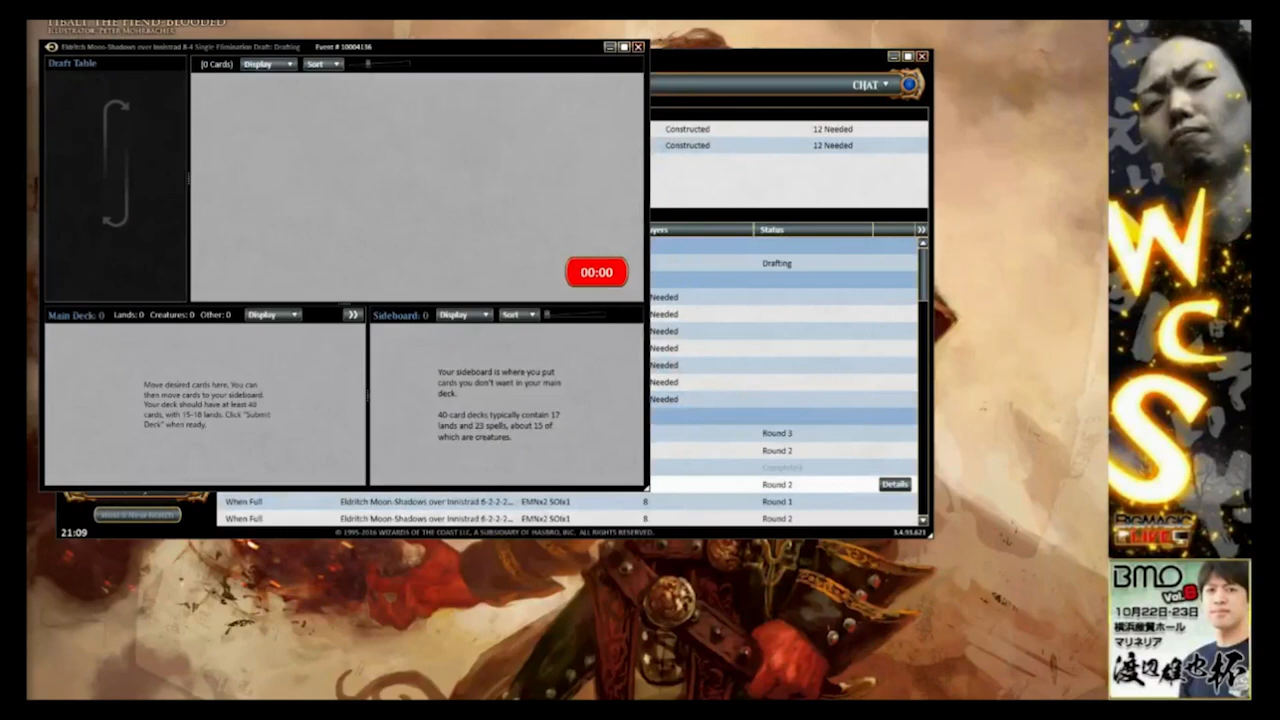 TIBALT THE FIEND-BLOODED
ILLUSTRATOR: PETER MOHRBACHER
Eldritch Moon-Shadows over Innistrad 8-4 Single Elimination Draft: Drafting Event # 10004136
Draft Table
(0 Cards) Display Sort
00:00
Main Deck: 0 Lands: 0 Creatures: 0 Other: 0 Display
Move desired cards here. You can
then move cards to your sideboard.
Your deck should have at least 40
cards, with 15-18 lands. Click "Submit
Deck" when ready.
Sideboard: 0 Display Sort
Your sideboard is where you put
cards you don't want in your main
deck.
40-card decks typically contain 17
lands and 23 spells, about 15 of
which are creatures.
CHAT
Constructed 12 Needed
Constructed 12 Needed
yers Status
Drafting
Needed
Needed
Needed
Needed
Needed
Needed
Needed
Round 3
Round 2
Completed
Round 2 Details
When Full Eldritch Moon-Shadows over Innistrad 6-2-2-2... EMNx2 SOIx1 8 Round 1
When Full Eldritch Moon-Shadows over Innistrad 6-2-2-2... EMNx2 SOIx1 8 Round 2
21:09
© 1995-2016 WIZARDS OF THE COAST LLC, A SUBSIDIARY OF HASBRO, INC. ALL RIGHTS RESERVED.
3.4.93.621
WCS
BIGMAGIC
LIKE
BMO
Vol.8
10月22日-23日
横浜産貿ホール
マリネリア
渡辺雄也杯